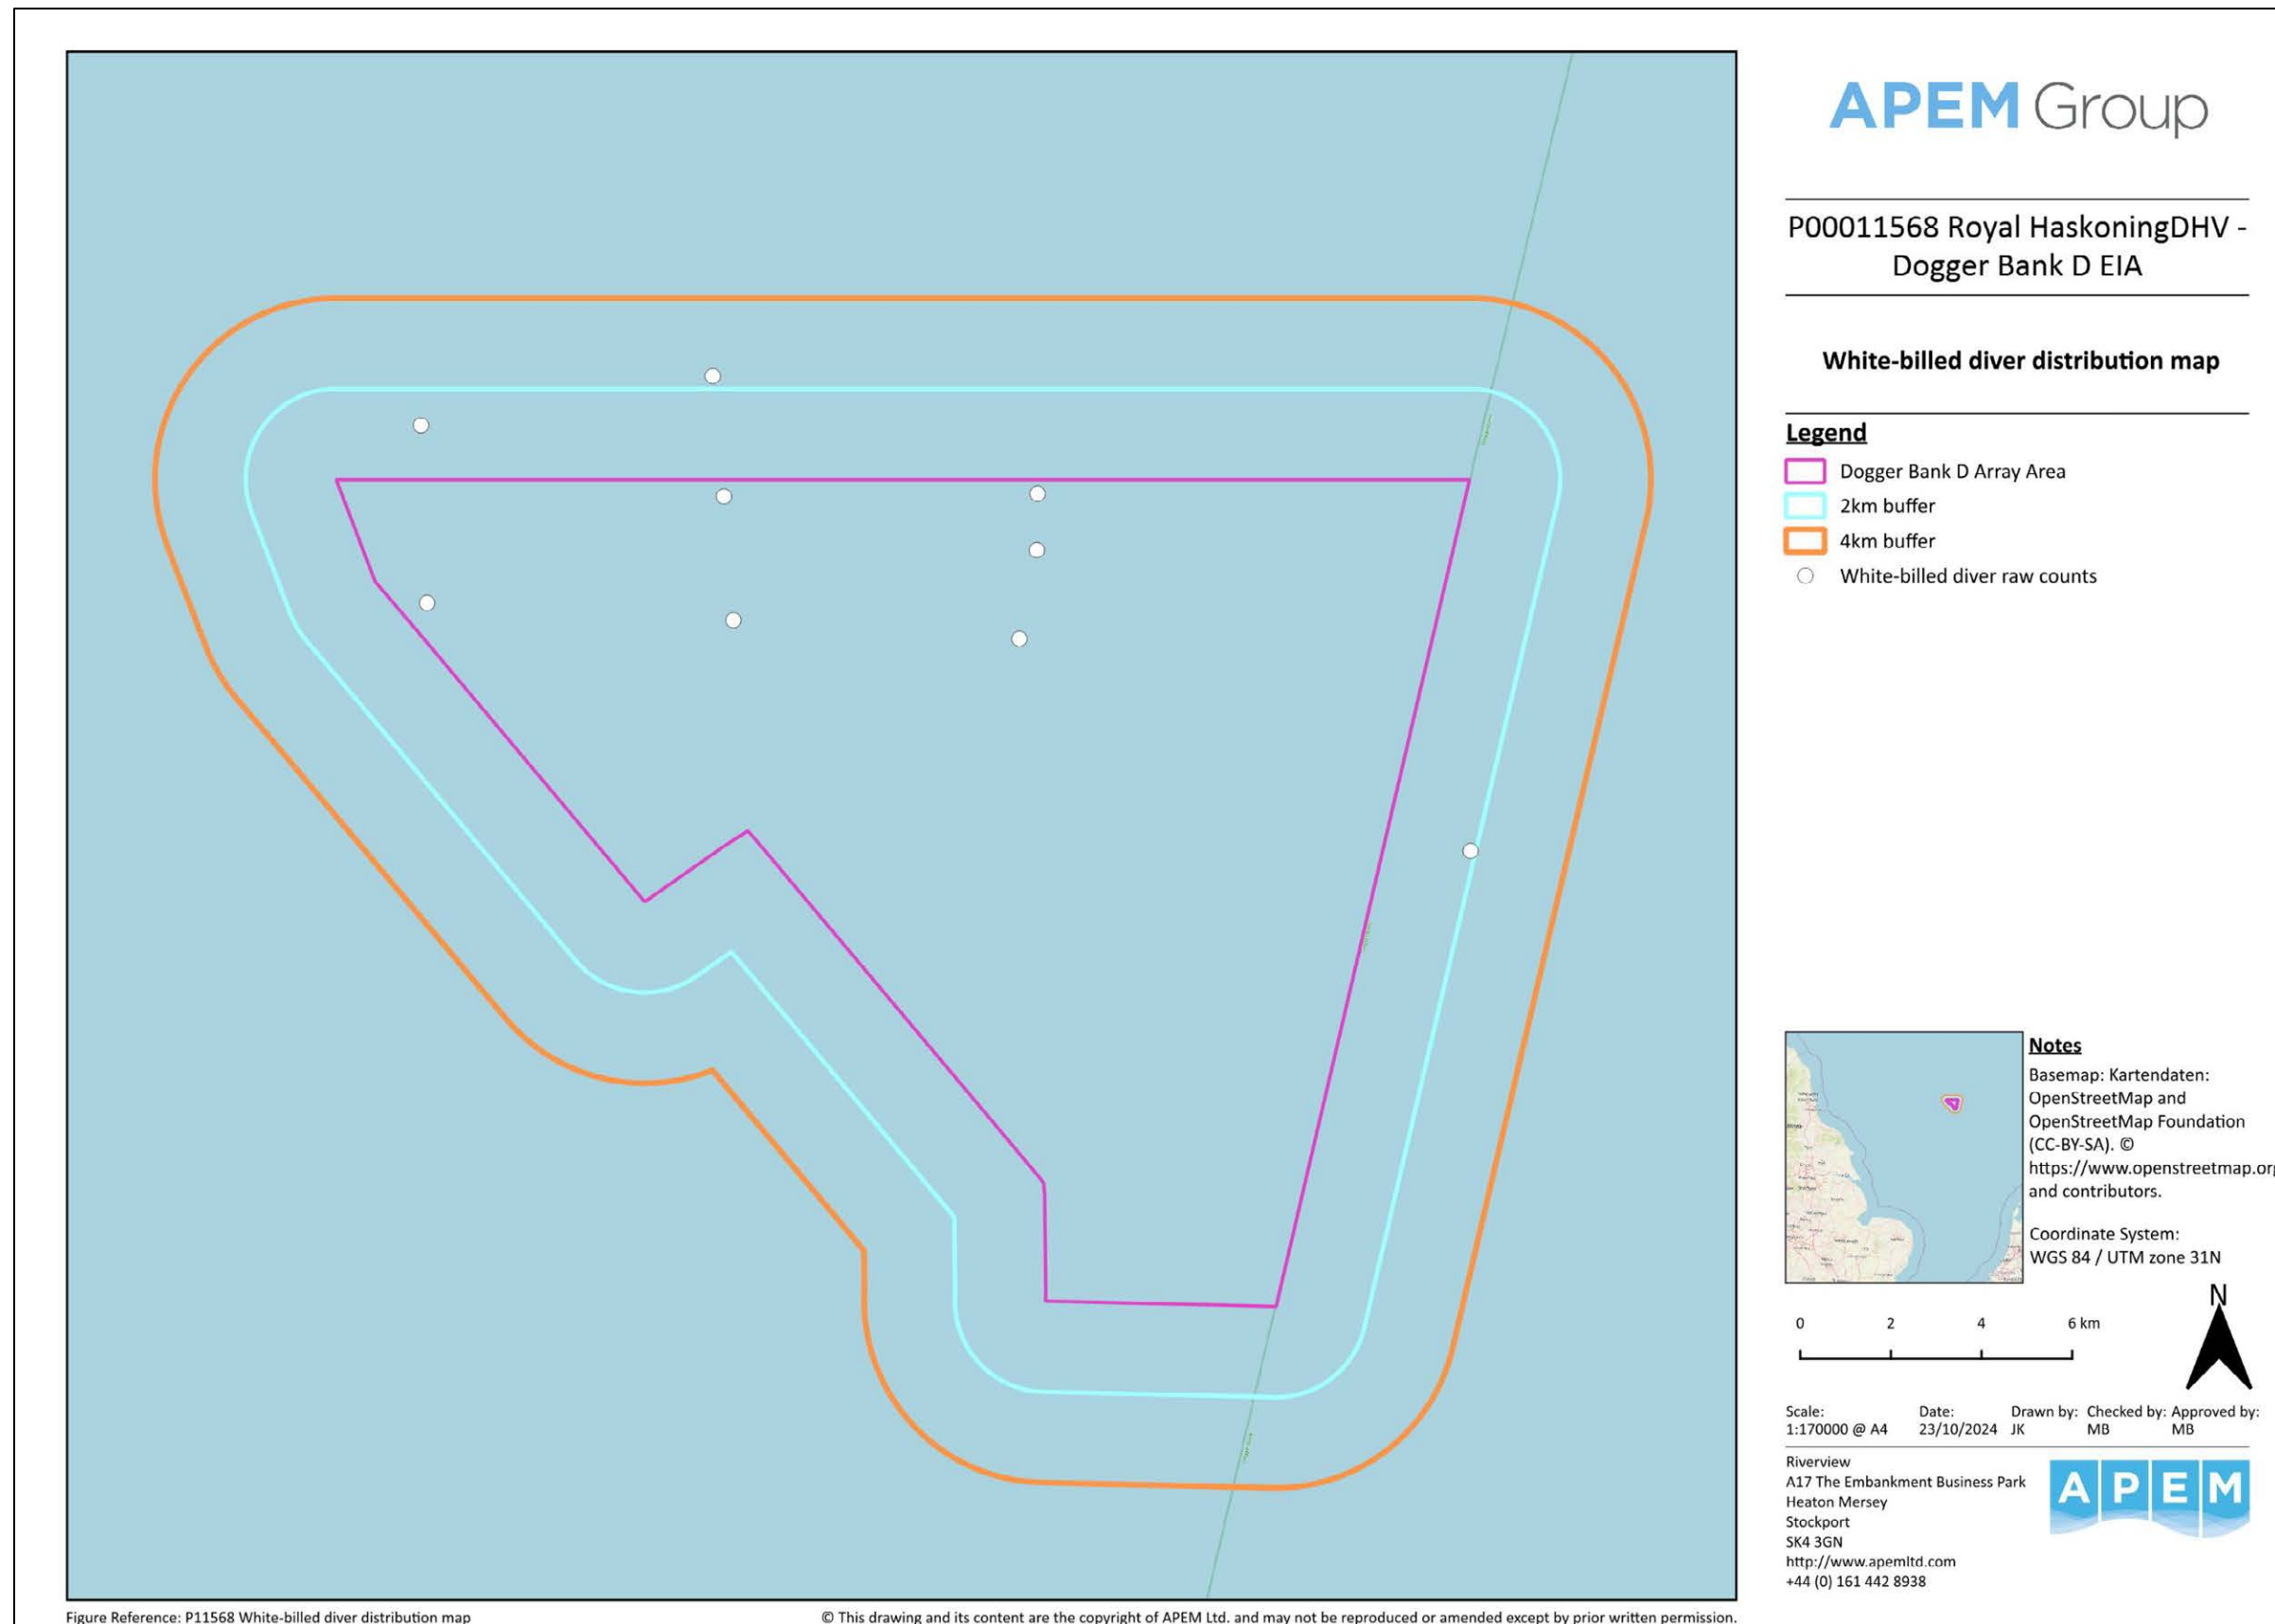 APEM Group
P00011568 Royal HaskoningDHV -
Dogger Bank D EIA
White-billed diver distribution map
Legend
Dogger Bank D Array Area
2km buffer
4km buffer
White-billed diver raw counts
Notes
Basemap: Kartendaten:
OpenStreetMap and
OpenStreetMap Foundation
(CC-BY-SA). ©
https://www.openstreetmap.org
and contributors.
Coordinate System:
WGS 84 / UTM zone 31N
N
0 2 4 6 km
Scale: Date: Drawn by: Checked by: Approved by:
1:170000 @ A4 23/10/2024 JK MB MB
Riverview
A17 The Embankment Business Park
Heaton Mersey
Stockport
SK4 3GN
http://www.apemltd.com
+44 (0) 161 442 8938
APEM
Figure Reference: P11568 White-billed diver distribution map
© This drawing and its content are the copyright of APEM Ltd. and may not be reproduced or amended except by prior written permission.